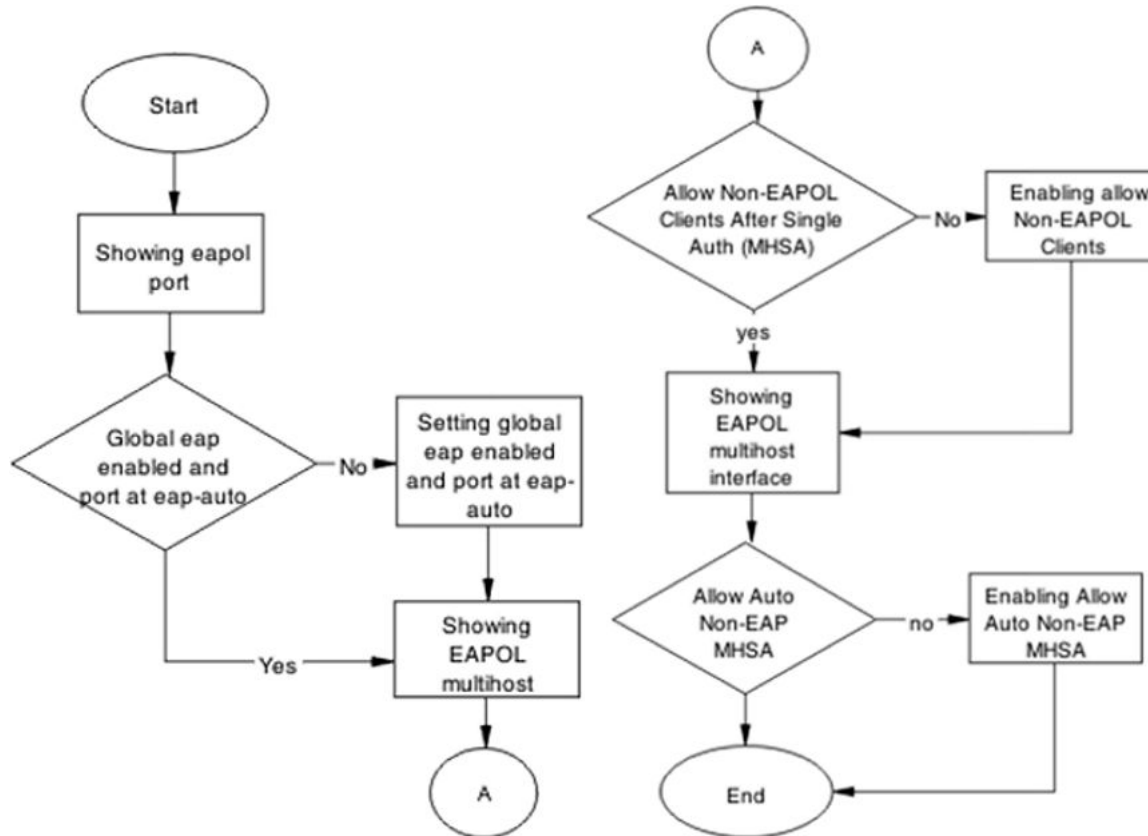 Start
Showing eapol
port
Global eap
enabled and
port at eap-auto
No
Setting global
eap enabled
and port at eap-
auto
Yes
Showing
EAPOL
multihost
A
A
Allow Non-EAPOL
Clients After Single
Auth (MHSA)
No
Enabling allow
Non-EAPOL
Clients
yes
Showing
EAPOL
multihost
interface
Allow Auto
Non-EAP
MHSA
no
Enabling Allow
Auto Non-EAP
MHSA
End